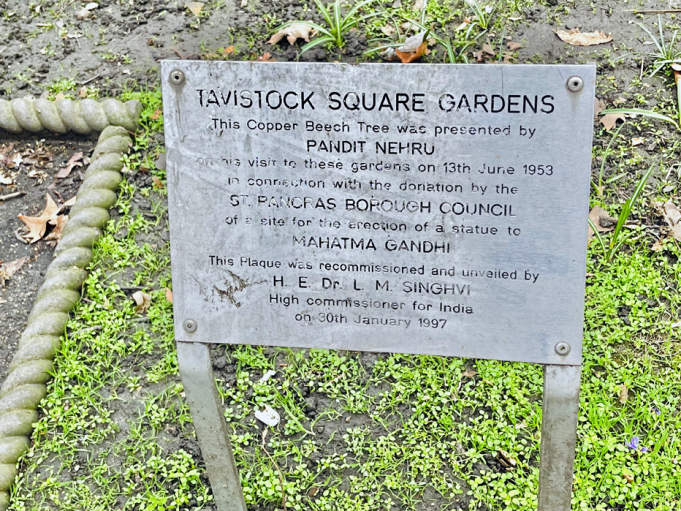 TAVISTOCK SQUARE GARDENS
This Copper Beech Tree was presented by
PANDIT NEHRU
on his visit to these gardens on 13th June 1953
in connection with the donation by the
ST. PANCRAS BOROUGH COUNCIL
of a site for the erection of a statue to
MAHATMA GANDHI
This Plaque was recommissioned and unveiled by
H. E. Dr. L. M. SINGHVI
High commissioner for India
on 30th January 1997